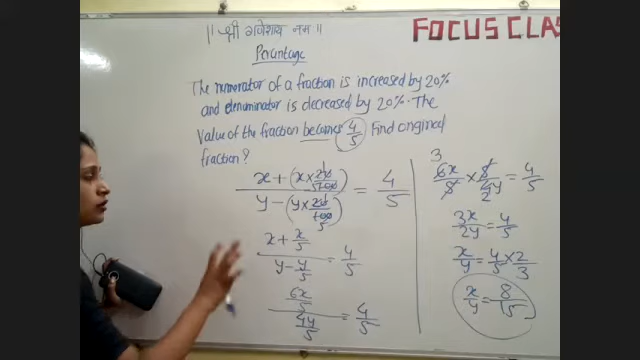 || श्री गणेशाय नमः ||
FOCUS CLAS
Percentage
The numerator of a fraction is increased by 20%
and denuminator is decreased by 20%. The
value of the fraction becomes 4/5 Find original
fraction?
x + (x × 20/100) / y − (y × 20/100) = 4/5
x + x/5 / y − y/5 = 4/5
6x/5 / 4y/5 = 4/5
6x/5 × 5/4y = 4/5
3x/2y = 4/5
x/y = 4/5 × 2/3
x/y = 8/15